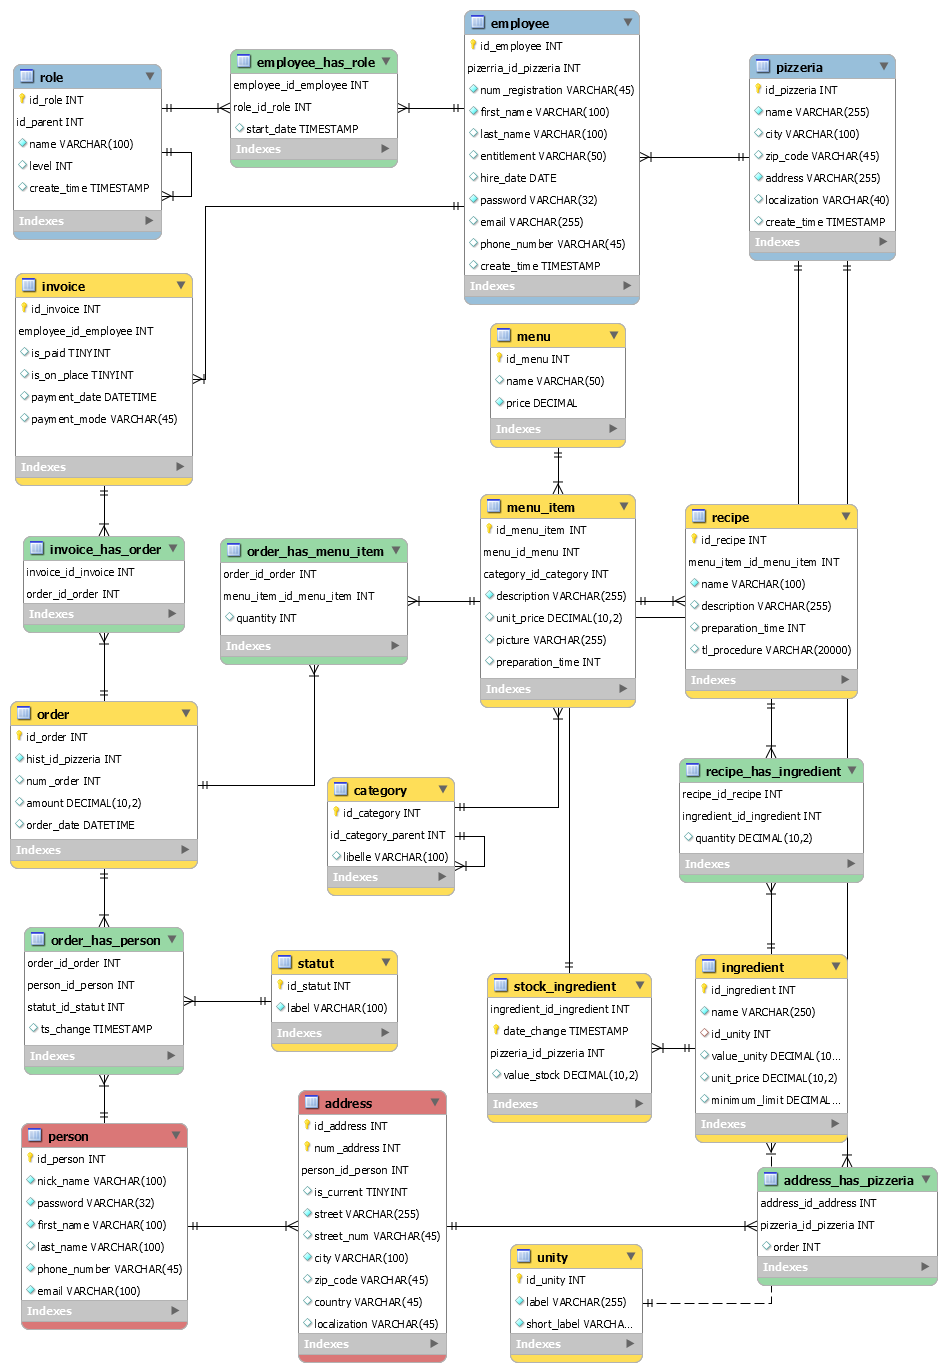 role
id_role INT
id_parent INT
name VARCHAR(100)
level INT
create_time TIMESTAMP
Indexes
employee_has_role
employee_id_employee INT
role_id_role INT
start_date TIMESTAMP
Indexes
employee
id_employee INT
pizerria_id_pizzeria INT
num_registration VARCHAR(45)
first_name VARCHAR(100)
last_name VARCHAR(100)
entitlement VARCHAR(50)
hire_date DATE
password VARCHAR(32)
email VARCHAR(255)
phone_number VARCHAR(45)
create_time TIMESTAMP
Indexes
pizzeria
id_pizzeria INT
name VARCHAR(255)
city VARCHAR(100)
zip_code VARCHAR(45)
address VARCHAR(255)
localization VARCHAR(40)
create_time TIMESTAMP
Indexes
invoice
id_invoice INT
employee_id_employee INT
is_paid TINYINT
is_on_place TINYINT
payment_date DATETIME
payment_mode VARCHAR(45)
Indexes
menu
id_menu INT
name VARCHAR(50)
price DECIMAL
Indexes
invoice_has_order
invoice_id_invoice INT
order_id_order INT
Indexes
order_has_menu_item
order_id_order INT
menu_item_id_menu_item INT
quantity INT
Indexes
menu_item
id_menu_item INT
menu_id_menu INT
category_id_category INT
description VARCHAR(255)
unit_price DECIMAL(10,2)
picture VARCHAR(255)
preparation_time INT
Indexes
recipe
id_recipe INT
menu_item_id_menu_item INT
name VARCHAR(100)
description VARCHAR(255)
preparation_time INT
tl_procedure VARCHAR(20000)
Indexes
order
id_order INT
hist_id_pizzeria INT
num_order INT
amount DECIMAL(10,2)
order_date DATETIME
Indexes
category
id_category INT
id_category_parent INT
libelle VARCHAR(100)
Indexes
recipe_has_ingredient
recipe_id_recipe INT
ingredient_id_ingredient INT
quantity DECIMAL(10,2)
Indexes
order_has_person
order_id_order INT
person_id_person INT
statut_id_statut INT
ts_change TIMESTAMP
Indexes
statut
id_statut INT
label VARCHAR(100)
Indexes
stock_ingredient
ingredient_id_ingredient INT
date_change TIMESTAMP
pizzeria_id_pizzeria INT
value_stock DECIMAL(10,2)
Indexes
ingredient
id_ingredient INT
name VARCHAR(250)
id_unity INT
value_unity DECIMAL(10...
unit_price DECIMAL(10,2)
minimum_limit DECIMAL...
Indexes
person
id_person INT
nick_name VARCHAR(100)
password VARCHAR(32)
first_name VARCHAR(100)
last_name VARCHAR(100)
phone_number VARCHAR(45)
email VARCHAR(100)
Indexes
address
id_address INT
num_address INT
person_id_person INT
is_current TINYINT
street VARCHAR(255)
street_num VARCHAR(45)
city VARCHAR(100)
zip_code VARCHAR(45)
country VARCHAR(45)
localization VARCHAR(45)
Indexes
address_has_pizzeria
address_id_address INT
pizzeria_id_pizzeria INT
order INT
Indexes
unity
id_unity INT
label VARCHAR(255)
short_label VARCHA...
Indexes